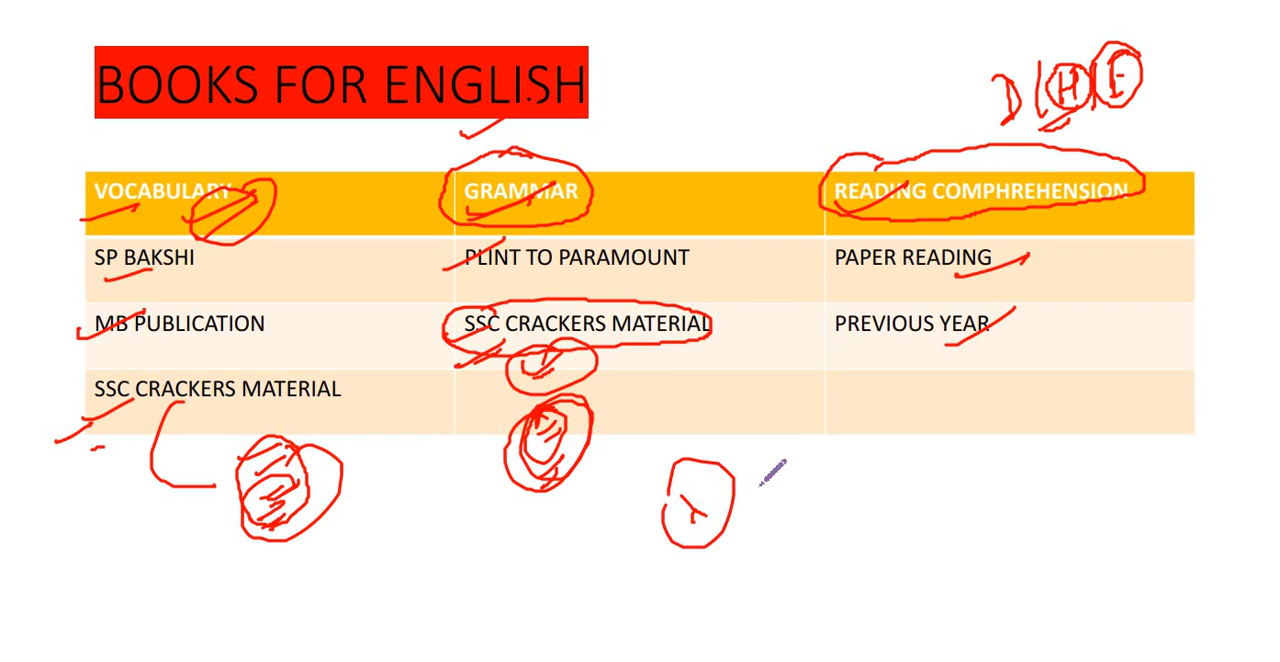 BOOKS FOR ENGLISH
D/H/E
VOCABULARY GRAMMAR READING COMPHREHENSION
SP BAKSHI PLINT TO PARAMOUNT PAPER READING
MB PUBLICATION SSC CRACKERS MATERIAL PREVIOUS YEAR
SSC CRACKERS MATERIAL